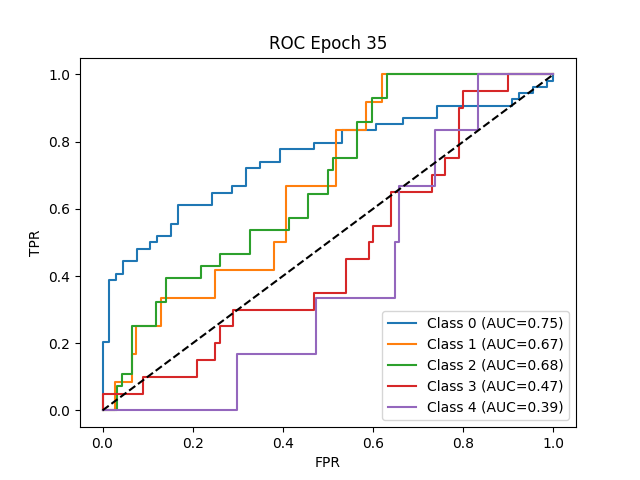 ROC Epoch 35
TPR
1.0
0.8
0.6
0.4
0.2
0.0
Class 0 (AUC=0.75)
Class 1 (AUC=0.67)
Class 2 (AUC=0.68)
Class 3 (AUC=0.47)
Class 4 (AUC=0.39)
0.0 0.2 0.4 0.6 0.8 1.0
FPR